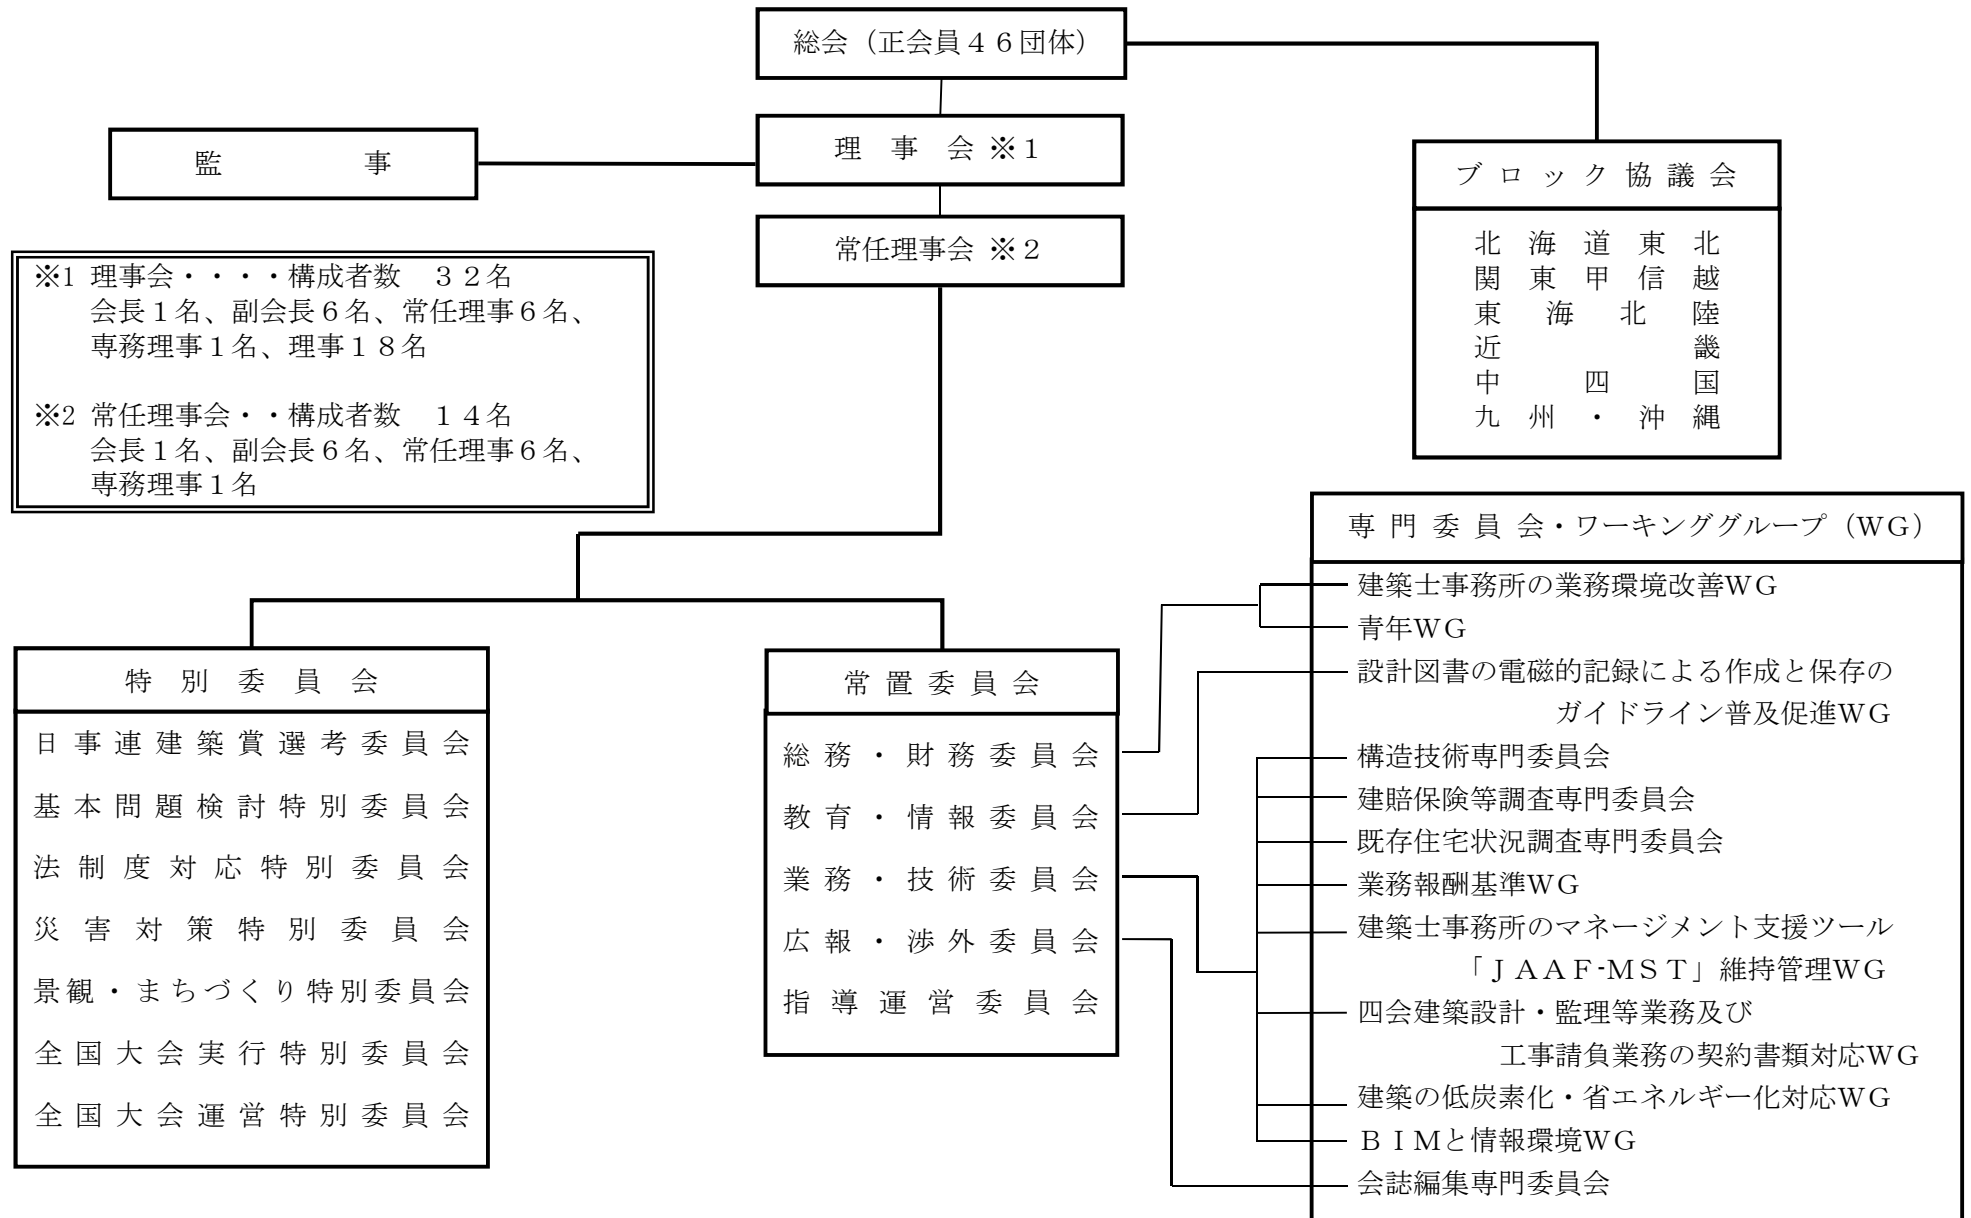 総会（正会員４６団体）
理事会 ※１
監事
常任理事会 ※２
※1 理事会・・・・構成者数　３２名
会長１名、副会長６名、常任理事６名、
専務理事１名、理事１８名
※2 常任理事会・・構成者数　１４名
会長１名、副会長６名、常任理事６名、
専務理事１名
ブロック協議会
北海道東北
関東甲信越
東海北陸
近畿
中四国
九州・沖縄
特別委員会
日事連建築賞選考委員会
基本問題検討特別委員会
法制度対応特別委員会
災害対策特別委員会
景観・まちづくり特別委員会
全国大会実行特別委員会
全国大会運営特別委員会
常置委員会
総務・財務委員会
教育・情報委員会
業務・技術委員会
広報・渉外委員会
指導運営委員会
専門委員会・ワーキンググループ（WG）
建築士事務所の業務環境改善WG
青年WG
設計図書の電磁的記録による作成と保存の
ガイドライン普及促進WG
構造技術専門委員会
建賠保険等調査専門委員会
既存住宅状況調査専門委員会
業務報酬基準WG
建築士事務所のマネージメント支援ツール
「ＪＡＡＦ-ＭＳＴ」維持管理WG
四会建築設計・監理等業務及び
工事請負業務の契約書類対応WG
建築の低炭素化・省エネルギー化対応WG
ＢＩＭと情報環境WG
会誌編集専門委員会